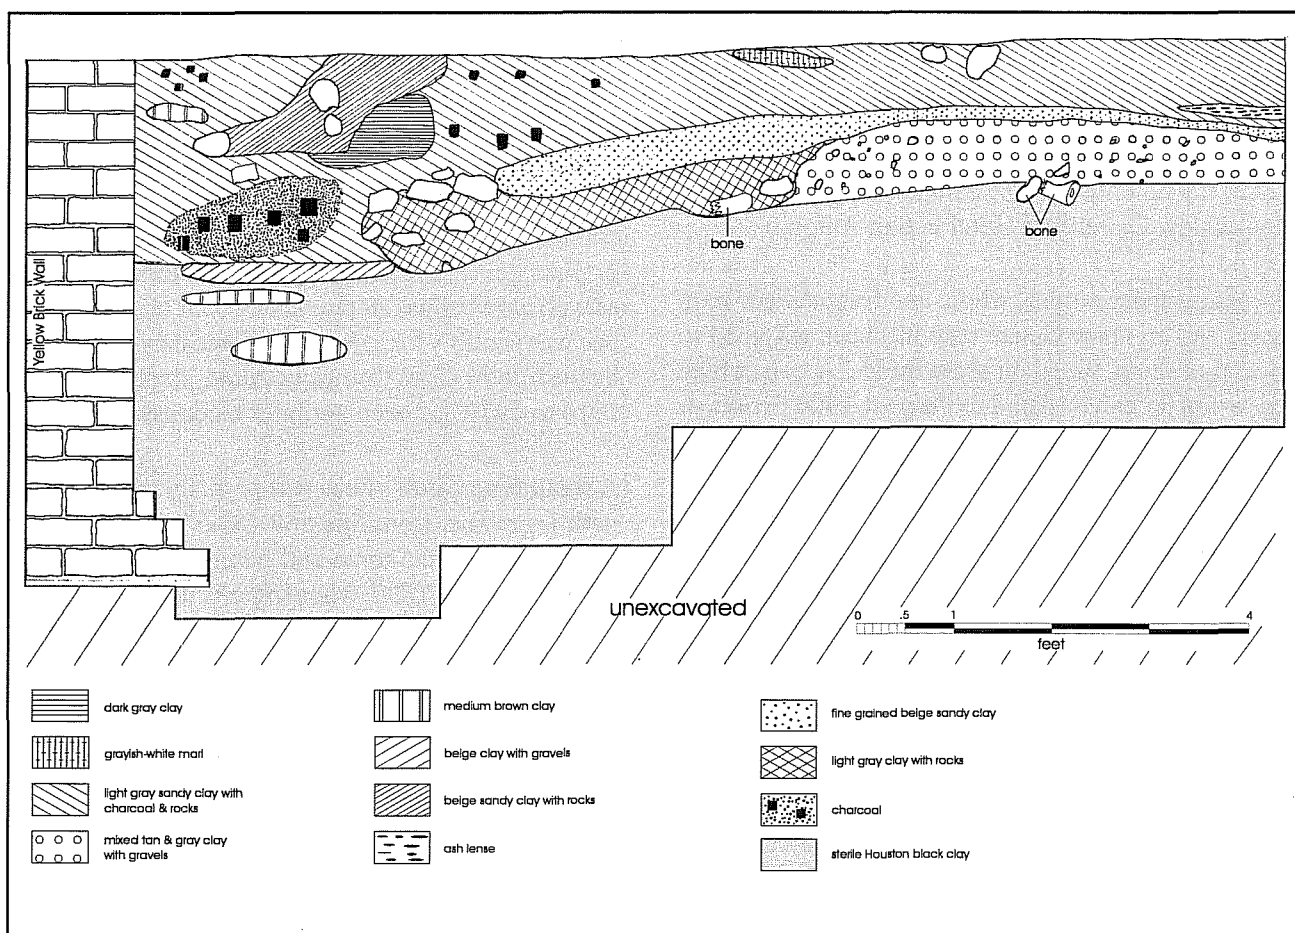 Yellow Brick Wall
bone
bone
unexcavated
0 .5 1 4
feet
dark gray clay
grayish-white marl
light gray sandy clay with
charcoal & rocks
mixed tan & gray clay
with gravels
medium brown clay
beige clay with gravels
beige sandy clay with rocks
ash lense
fine grained beige sandy clay
light gray clay with rocks
charcoal
sterile Houston black clay